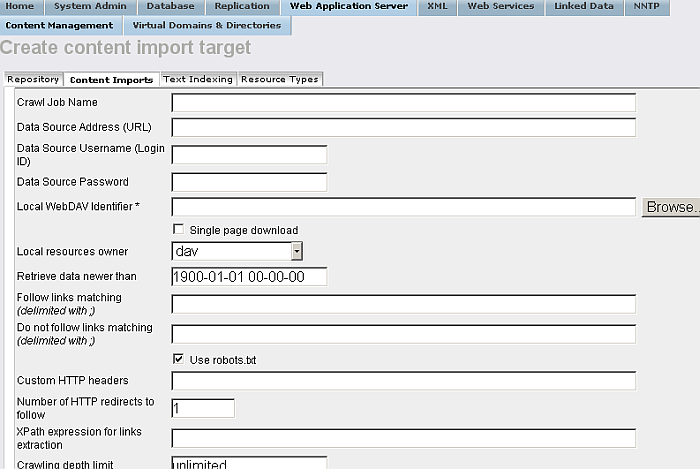 Home System Admin Database Replication Web Application Server XML Web Services Linked Data NNTP
Content Management Virtual Domains & Directories
Create content import target
Repository Content Imports Text Indexing Resource Types
Crawl Job Name
Data Source Address (URL)
Data Source Username (Login
ID)
Data Source Password
Local WebDAV Identifier * Browse..
Single page download
Local resources owner dav
Retrieve data newer than 1900-01-01 00-00-00
Follow links matching
(delimited with ;)
Do not follow links matching
(delimited with ;)
Use robots.txt
Custom HTTP headers
Number of HTTP redirects to
follow 1
XPath expression for links
extraction
Crawling depth limit unlimited